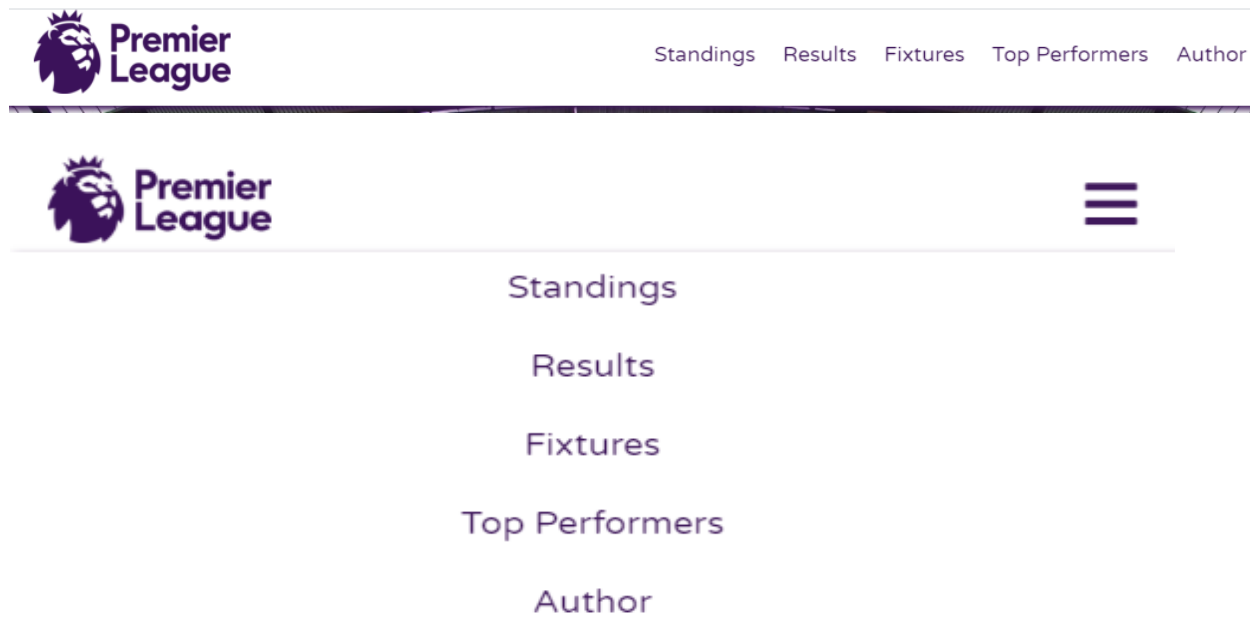 Premier
League
Standings Results Fixtures Top Performers Author
Premier
League
Standings
Results
Fixtures
Top Performers
Author